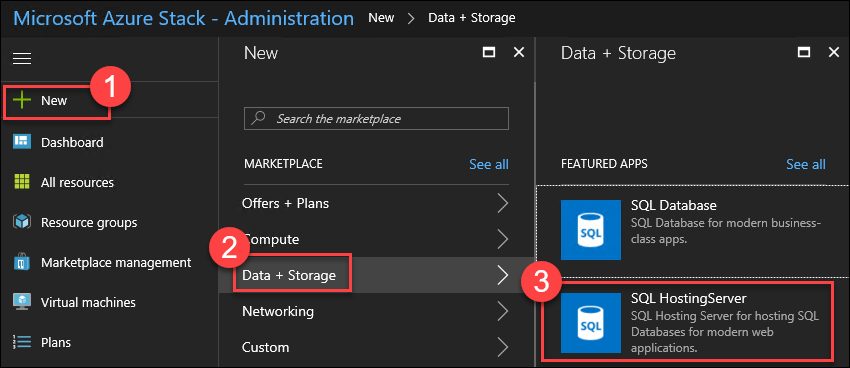 Microsoft Azure Stack - Administration New > Data + Storage
New
Data + Storage
1
New
Search the marketplace
Dashboard
MARKETPLACE See all
FEATURED APPS See all
All resources
Offers + Plans
SQL Database
SQL Database for modern business-
class apps.
SQL
Resource groups
2
Compute
Marketplace management
Data + Storage
3
SQL HostingServer
SQL Hosting Server for hosting SQL
Databases for modern web
applications.
SQL
Virtual machines
Networking
Plans
Custom